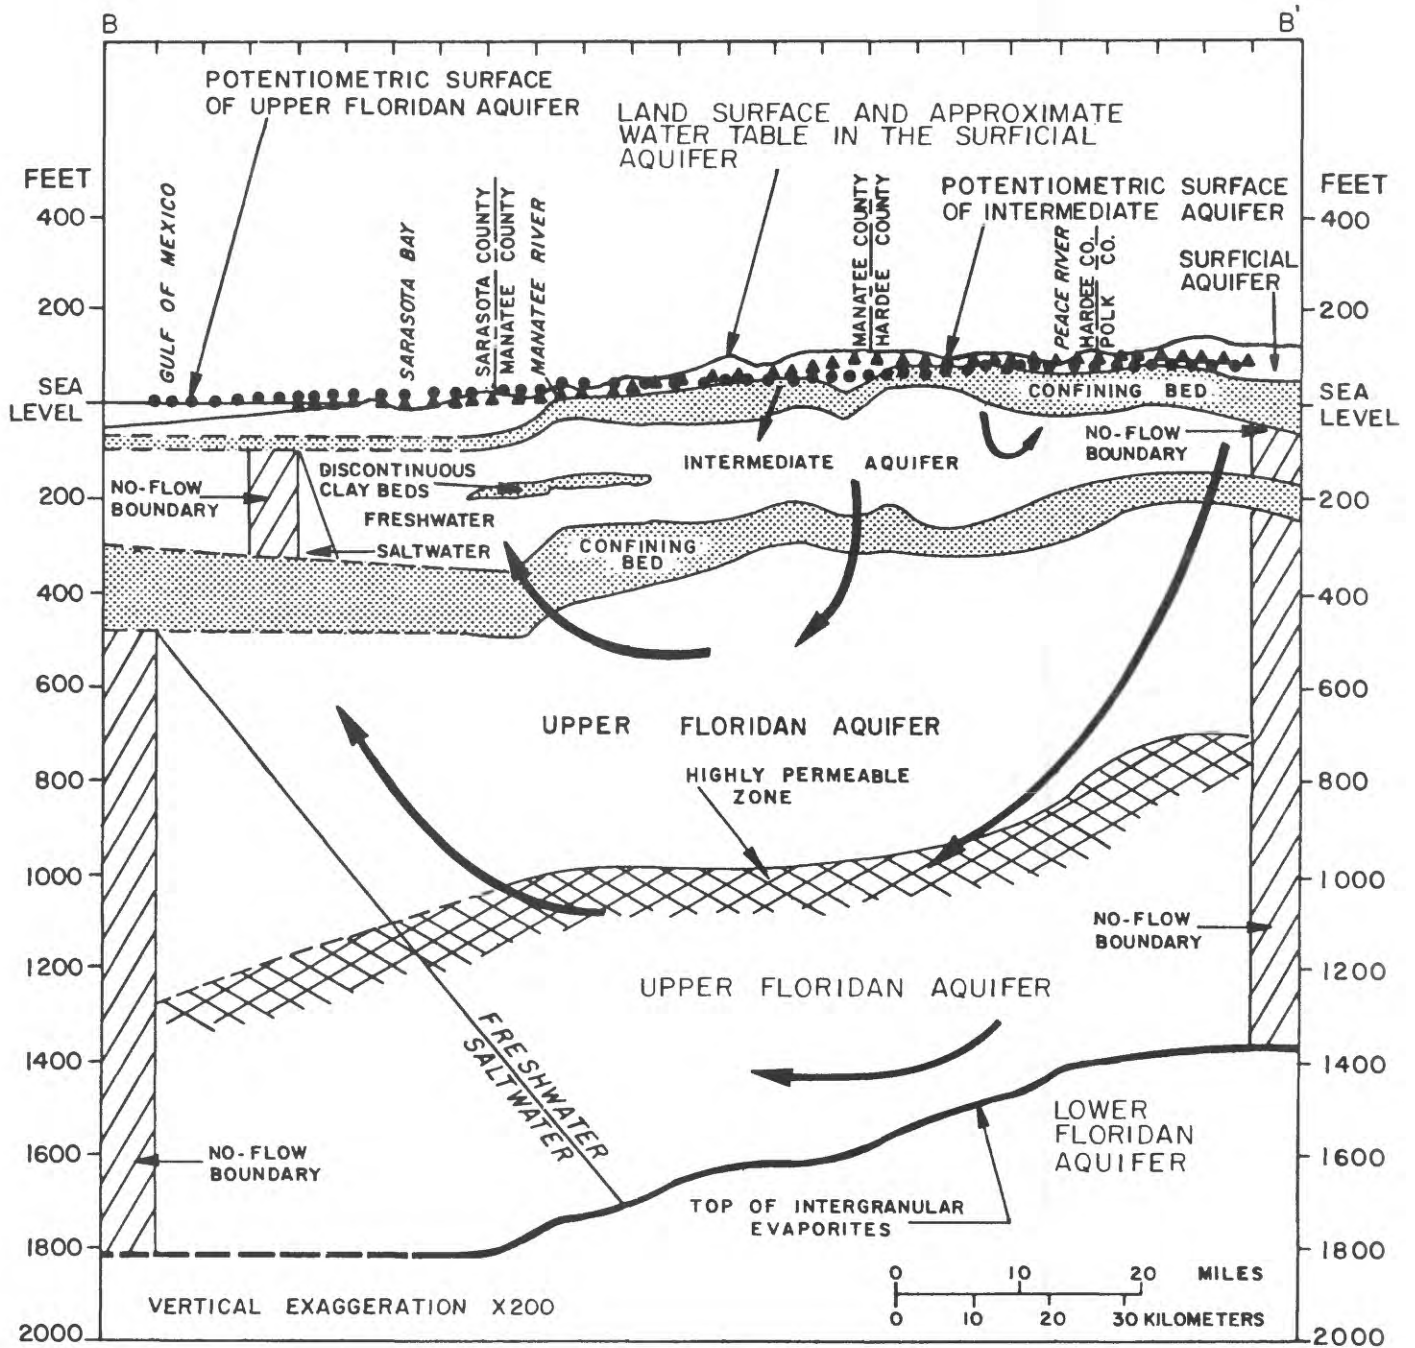 B
B'
POTENTIOMETRIC SURFACE
OF UPPER FLORIDAN AQUIFER
LAND SURFACE AND APPROXIMATE
WATER TABLE IN THE SURFICIAL
AQUIFER
POTENTIOMETRIC SURFACE
OF INTERMEDIATE AQUIFER
SURFICIAL
AQUIFER
FEET
400
200
SEA
LEVEL
200
400
600
800
1000
1200
1400
1600
1800
2000
FEET
400
200
SEA
LEVEL
200
400
600
800
1000
1200
1400
1600
1800
2000
GULF OF MEXICO
SARASOTA BAY
SARASOTA COUNTY
MANATEE COUNTY
MANATEE RIVER
MANATEE COUNTY
HARDEE COUNTY
PEACE RIVER
HARDEE CO.
POLK CO.
CONFINING BED
NO-FLOW
BOUNDARY
INTERMEDIATE AQUIFER
DISCONTINUOUS
CLAY BEDS
NO-FLOW
BOUNDARY
FRESHWATER
SALTWATER
CONFINING
BED
UPPER FLORIDAN AQUIFER
HIGHLY PERMEABLE
ZONE
NO-FLOW
BOUNDARY
UPPER FLORIDAN AQUIFER
FRESHWATER
SALTWATER
LOWER
FLORIDAN
AQUIFER
NO-FLOW
BOUNDARY
TOP OF INTERGRANULAR
EVAPORITES
0 10 20 MILES
0 10 20 30 KILOMETERS
VERTICAL EXAGGERATION X200